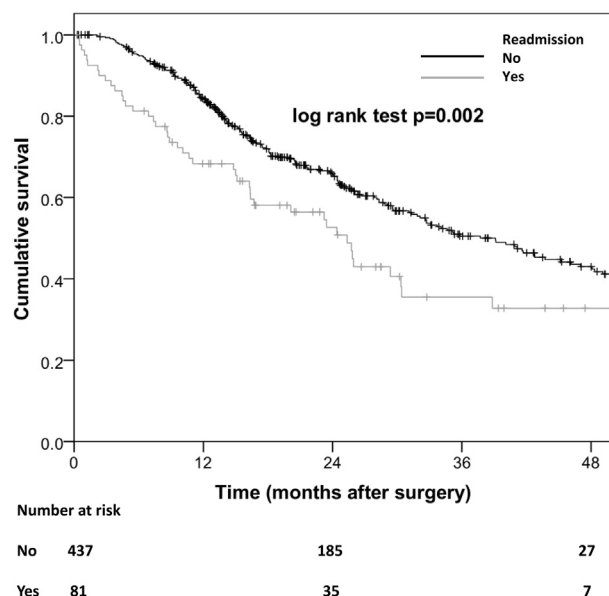 Readmission
No
Yes
log rank test p=0.002
Cumulative survival
1.0
0.8
0.6
0.4
0.2
0.0
0 12 24 36 48
Time (months after surgery)
Number at risk
No 437 185 27
Yes 81 35 7